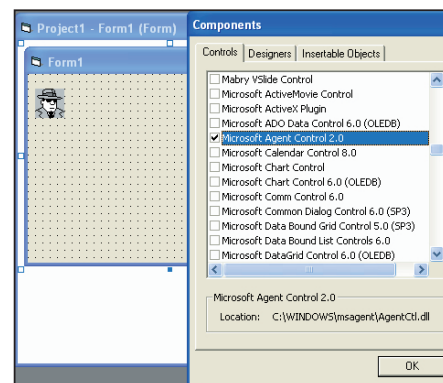 Project1 - Form1 (Form)
Form1
Components
Controls
Designers
Insertable Objects
Mabry VSlide Control
Microsoft ActiveMovie Control
Microsoft ActiveX Plugin
Microsoft ADO Data Control 6.0 (OLEDB)
Microsoft Agent Control 2.0
Microsoft Calendar Control 8.0
Microsoft Chart Control
Microsoft Chart Control 6.0 (OLEDB)
Microsoft Comm Control 6.0
Microsoft Common Dialog Control 6.0 (SP3)
Microsoft Data Bound Grid Control 5.0 (SP3)
Microsoft Data Bound List Controls 6.0
Microsoft DataGrid Control 6.0 (OLEDB)
Microsoft Agent Control 2.0
Location: C:\WINDOWS\msagent\AgentCtl.dll
OK